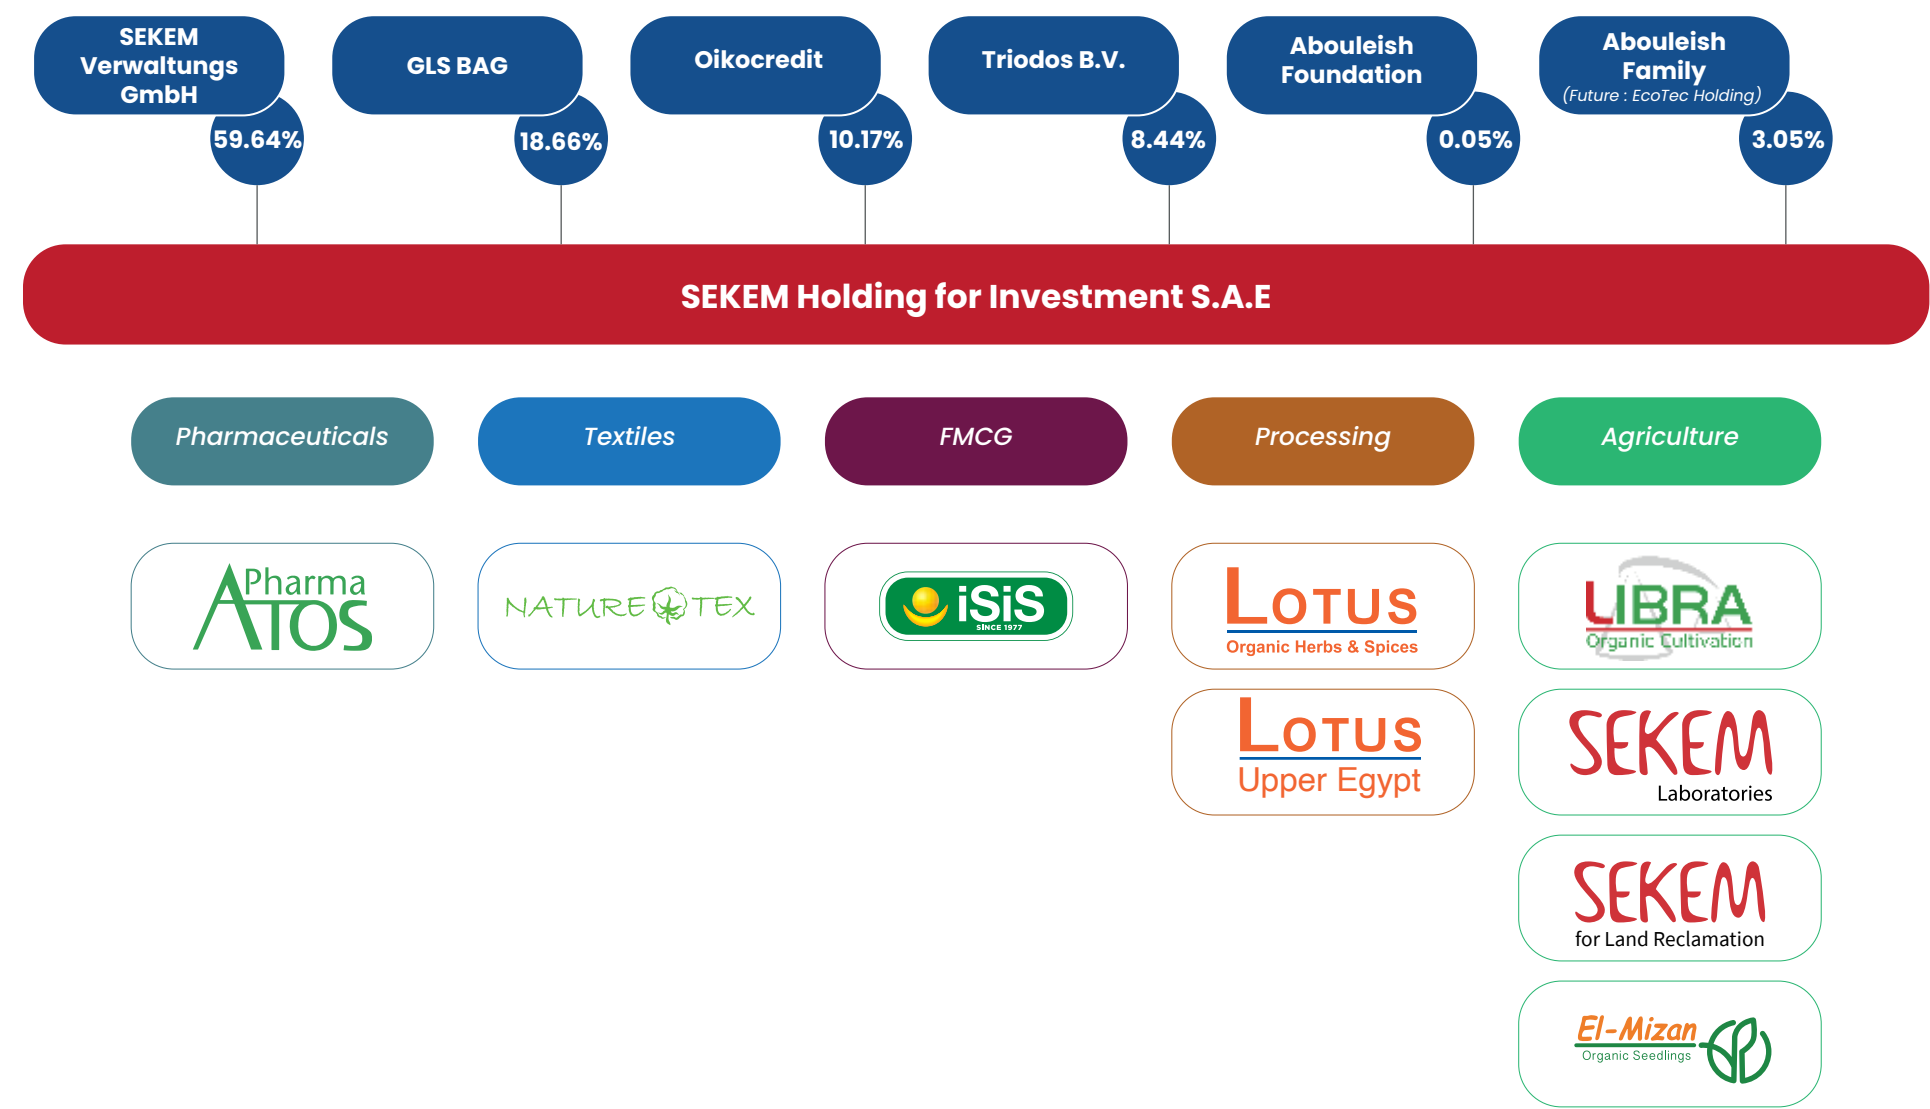 SEKEM
Verwaltungs
GmbH
59.64%
GLS BAG
18.66%
Oikocredit
10.17%
Triodos B.V.
8.44%
Abouleish
Foundation
0.05%
Abouleish
Family
(Future : EcoTec Holding)
3.05%
SEKEM Holding for Investment S.A.E
Pharmaceuticals
Textiles
FMCG
Processing
Agriculture
Pharma
ATOS
NATURE TEX
iSiS
SINCE 1977
LOTUS
Organic Herbs & Spices
LIBRA
Organic Cultivation
LOTUS
Upper Egypt
SEKEM
Laboratories
SEKEM
for Land Reclamation
El-Mizan
Organic Seedlings